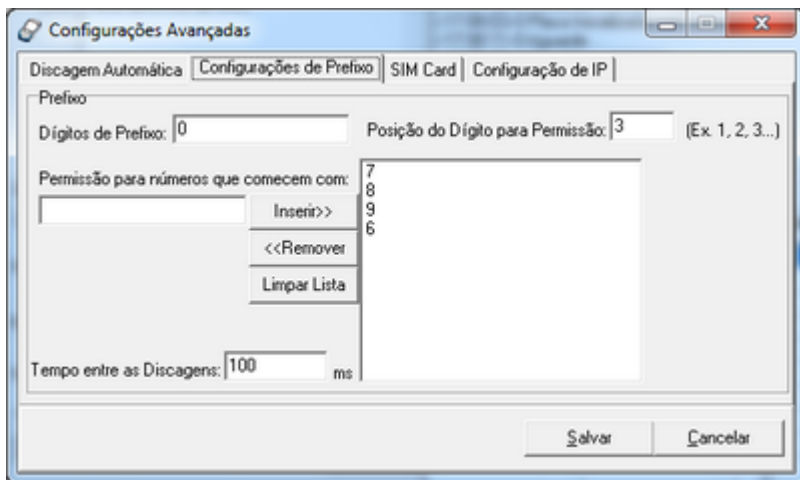 Configurações Avançadas
Discagem Automática Configurações de Prefixo SIM Card Configuração de IP
Prefixo
Dígitos de Prefixo: 0 Posição do Dígito para Permissão: 3 (Ex. 1, 2, 3...)
Permissão para números que comecem com:
7
8
9
6
Inserir>>
<<Remover
Limpar Lista
Tempo entre as Discagens: 100 ms
Salvar Cancelar